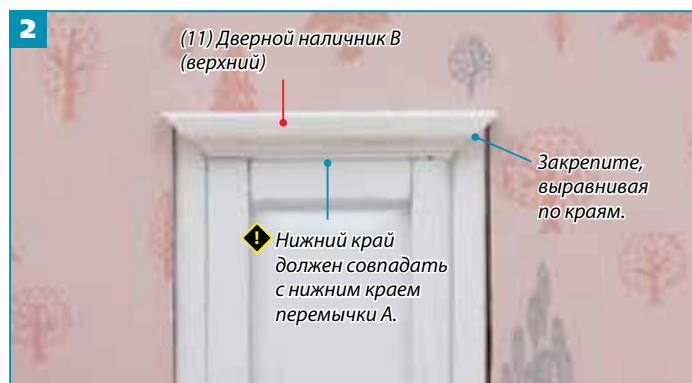 2
(11) Дверной наличник B
(верхний)
Закрепите,
выравнивая
по краям.
! Нижний край
должен совпадать
с нижним краем
перемычки А.